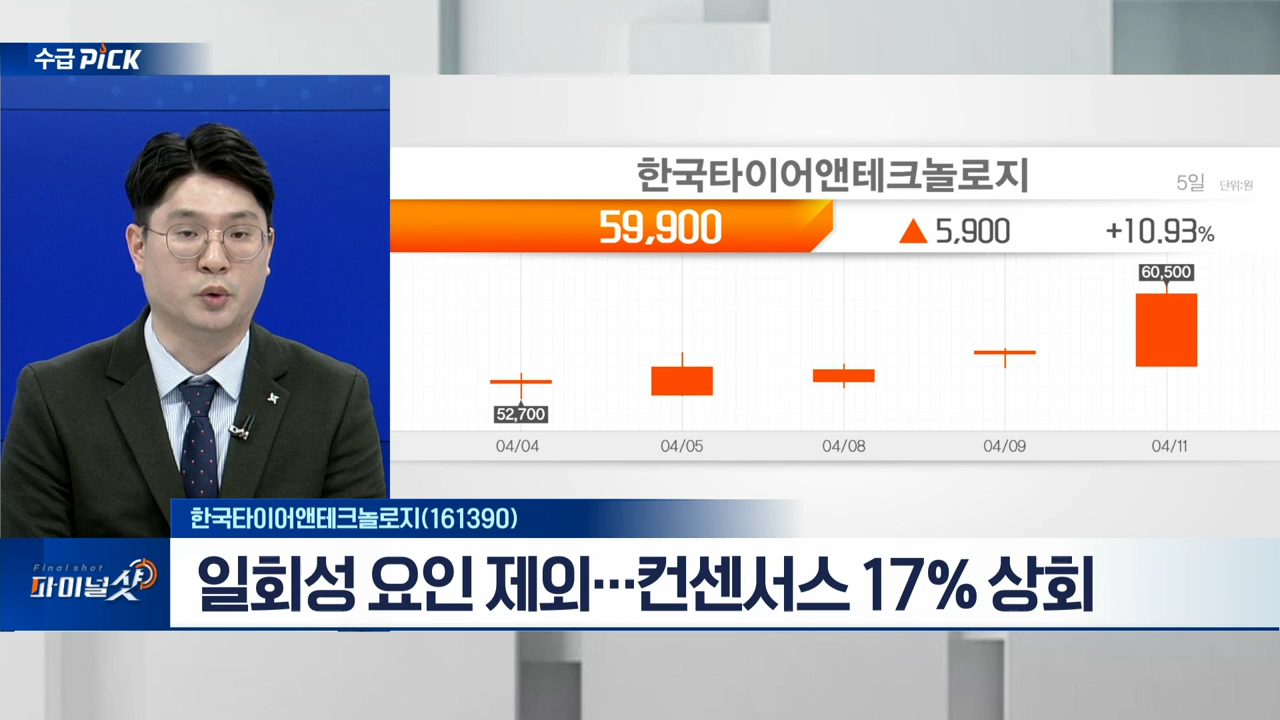 수급 PiCK
한국타이어앤테크놀로지
5일 단위:원
59,900 ▲ 5,900 +10.93%
60,500
52,700
04/04 04/05 04/08 04/09 04/11
한국타이어앤테크놀로지(161390)
Final shot
파이널샷
일회성 요인 제외…컨센서스 17% 상회